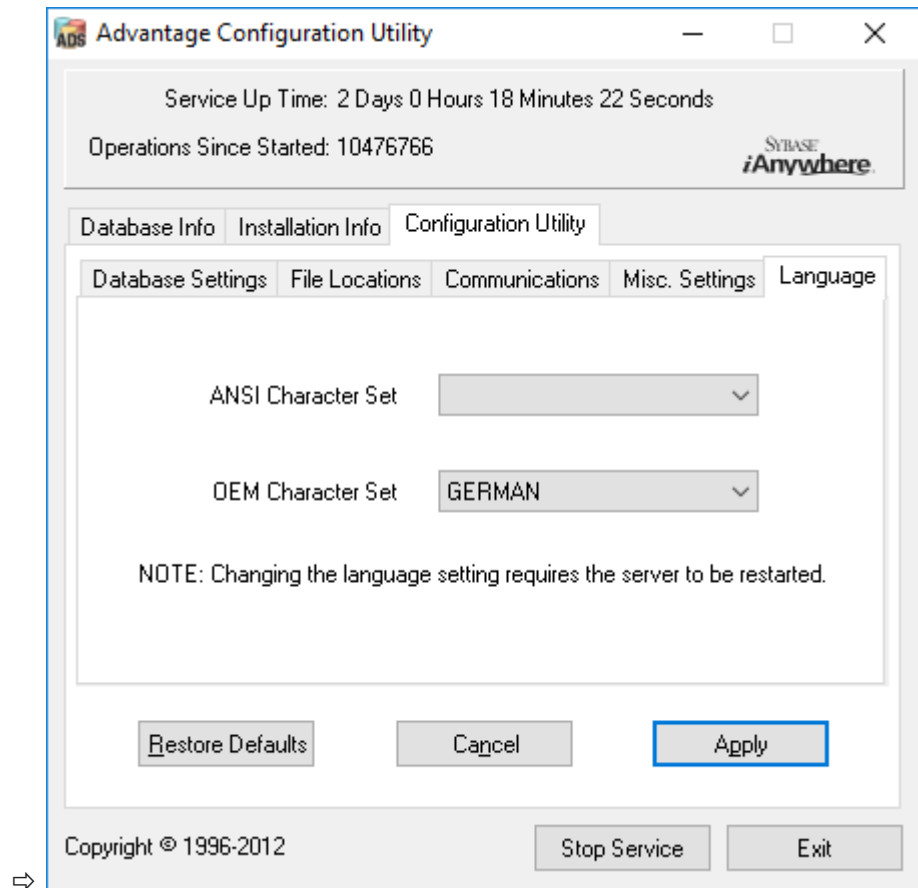 ADS Advantage Configuration Utility
Service Up Time: 2 Days 0 Hours 18 Minutes 22 Seconds
Operations Since Started: 10476766
SYBASE
iAnywhere.
Database Info Installation Info Configuration Utility
Database Settings File Locations Communications Misc. Settings Language
ANSI Character Set
OEM Character Set GERMAN
NOTE: Changing the language setting requires the server to be restarted.
Restore Defaults Cancel Apply
Copyright © 1996-2012 Stop Service Exit
⇨